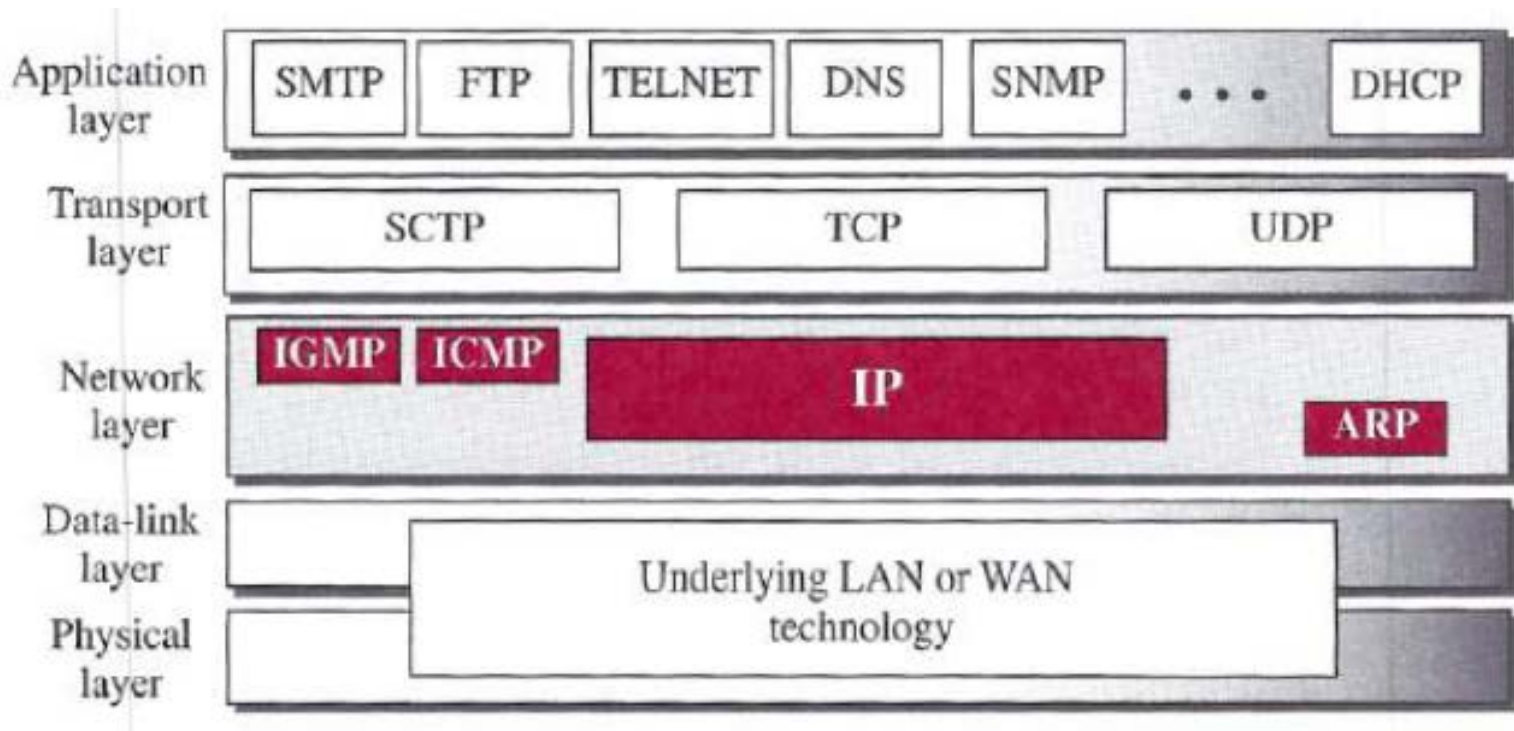 Application
layer
SMTP FTP TELNET DNS SNMP • • • DHCP
Transport
layer
SCTP TCP UDP
Network
layer
IGMP ICMP IP ARP
Data-link
layer
Physical
layer
Underlying LAN or WAN
technology